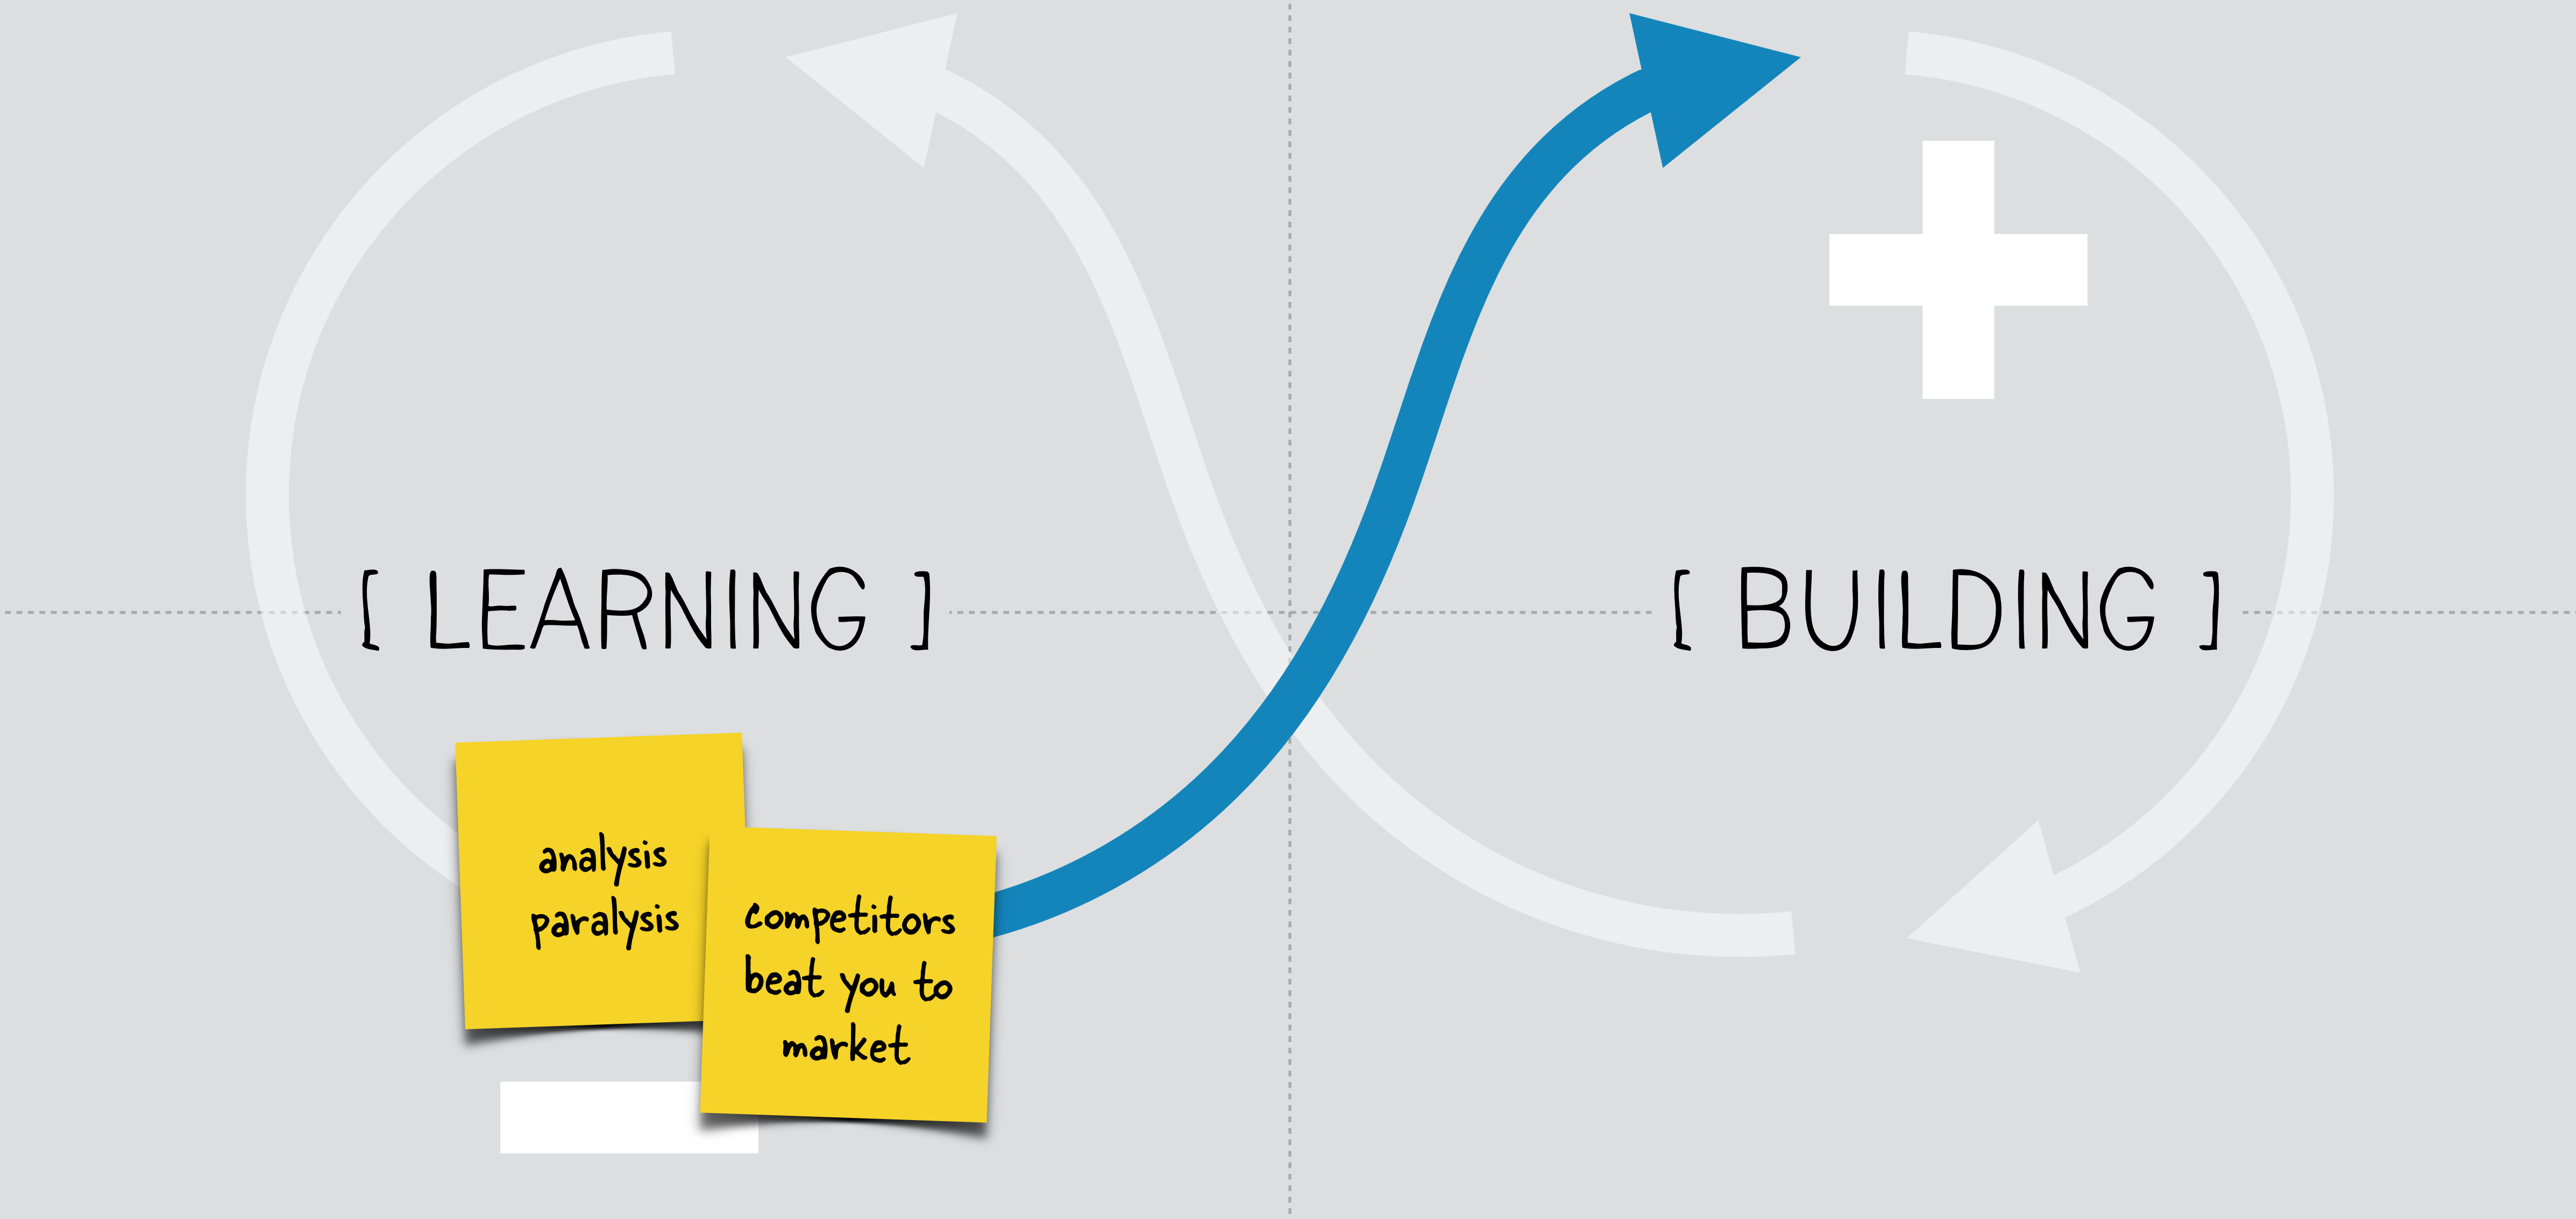 [ LEARNING ]
[ BUILDING ]
analysis
paralysis
competitors
beat you to
market